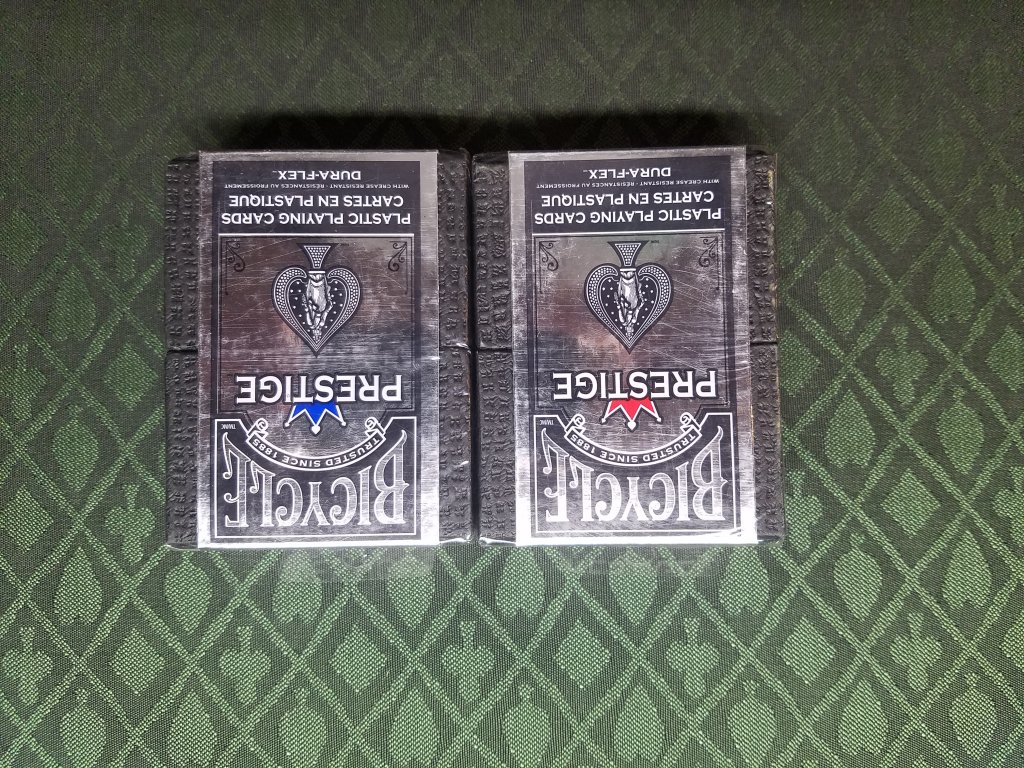 BICYCLE
TRUSTED SINCE 1885
PRESTIGE
PLASTIC PLAYING CARDS
CARTES EN PLASTIQUE
WITH CREASE RESISTANT · RÉSISTANCES AU FROISSEMENT
DURA-FLEX
BICYCLE
TRUSTED SINCE 1885
PRESTIGE
PLASTIC PLAYING CARDS
CARTES EN PLASTIQUE
WITH CREASE RESISTANT · RÉSISTANCES AU FROISSEMENT
DURA-FLEX